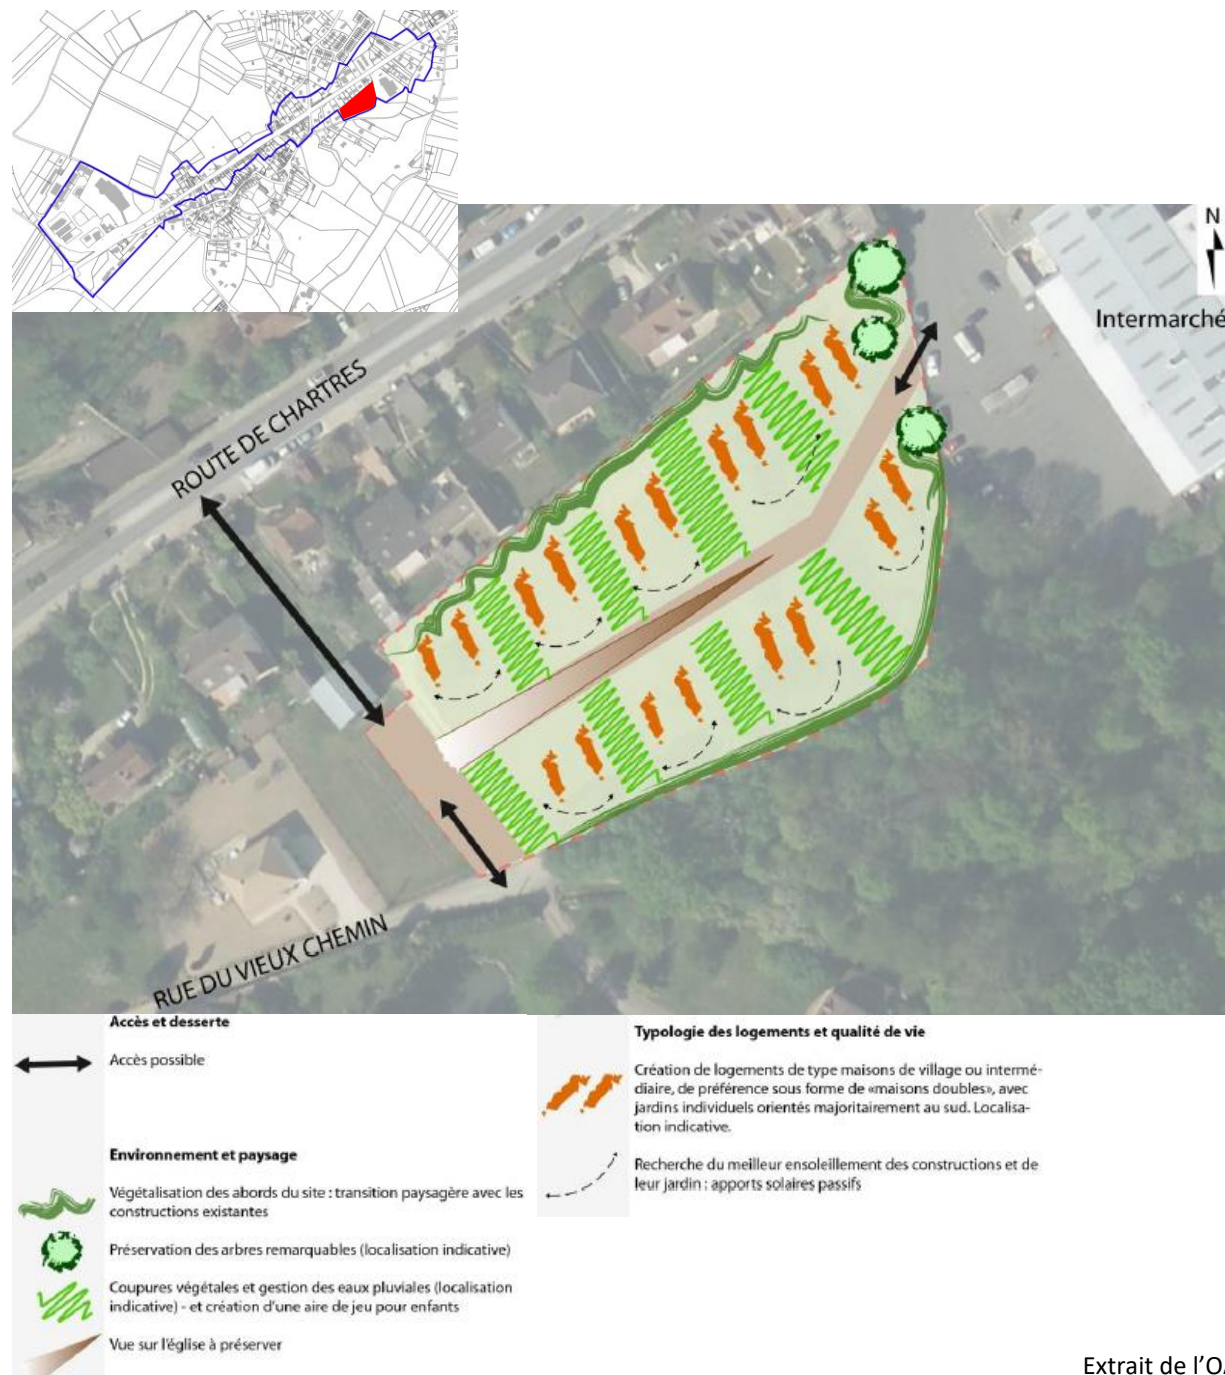 N
Intermarché
ROUTE DE CHARTRES
RUE DU VIEUX CHEMIN
Accès et desserte
Accès possible
Environnement et paysage
Végétalisation des abords du site : transition paysagère avec les
constructions existantes
Préservation des arbres remarquables (localisation indicative)
Coupures végétales et gestion des eaux pluviales (localisation
indicative) - et création d'une aire de jeu pour enfants
Vue sur l'église à préserver
Typologie des logements et qualité de vie
Création de logements de type maisons de village ou intermé-
diaire, de préférence sous forme de «maisons doubles», avec
jardins individuels orientés majoritairement au sud. Localisa-
tion indicative.
Recherche du meilleur ensoleillement des constructions et de
leur jardin : apports solaires passifs
Extrait de l’O